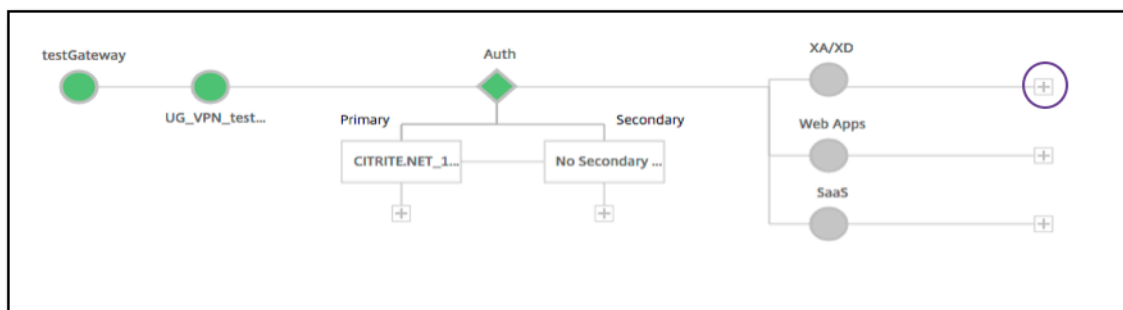 testGateway
UG_VPN_test...
Auth
Primary
Secondary
CITRITE.NET_1...
No Secondary ...
XA/XD
Web Apps
SaaS